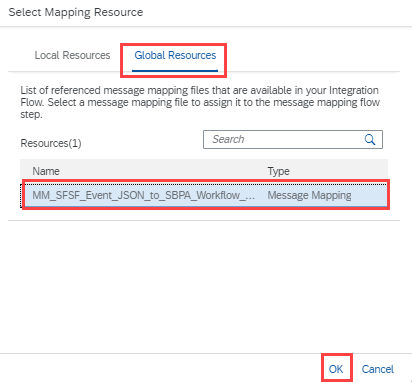 Select Mapping Resource
Local Resources Global Resources
List of referenced message mapping files that are available in your Integration
Flow. Select a message mapping file to assign it to the message mapping flow
step.
Resources(1) Search
Name Type
MM_SFSF_Event_JSON_to_SBPA_Workflow_... Message Mapping
OK Cancel